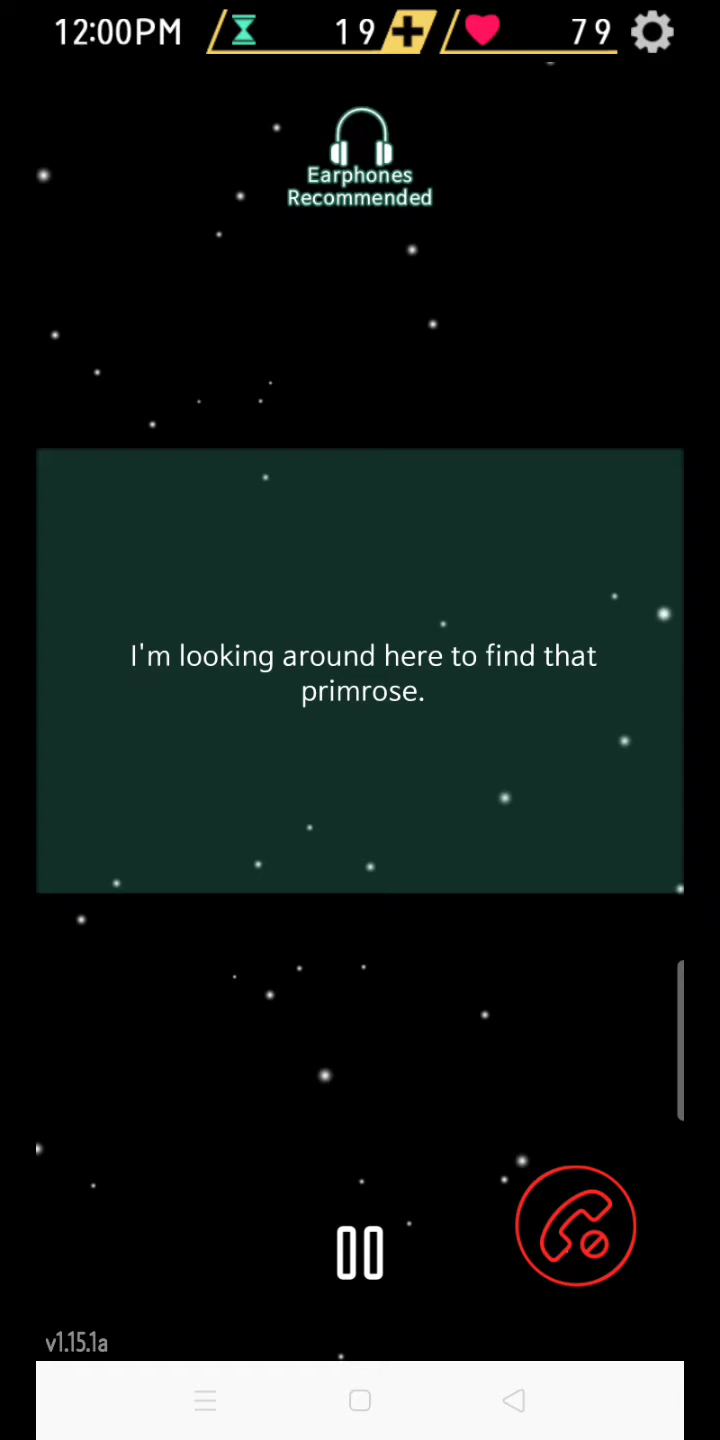 12:00PM 19 79
Earphones
Recommended
I'm looking around here to find that
primrose.
v1.15.1a